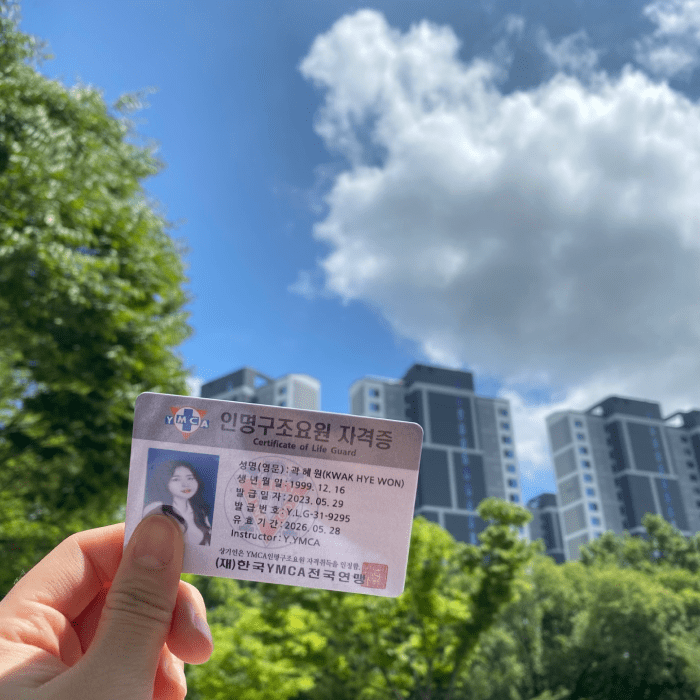 YMCA
인명구조요원 자격증
Certificate of Life Guard
성명(영문) : 곽혜원(KWAK HYE WON)
생년월일 : 1999. 12. 16
발급일자 : 2023. 05. 29
발급번호 : Y.LG-31-9295
유효기간 : 2026. 05. 28
Instructor : Y.YMCA
상기인은 YMCA인명구조요원 자격취득을 인정함.
(재)한국YMCA전국연맹